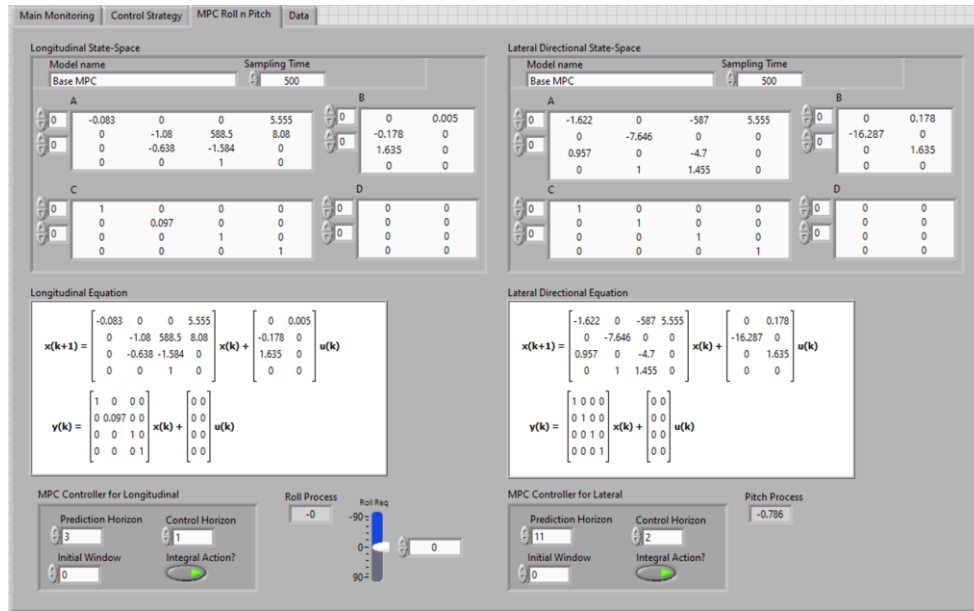 Main Monitoring Control Strategy MPC Roll n Pitch Data
Longitudinal State-Space
Model name Sampling Time
Base MPC 500
A
0 -0.083 0 0 5.555
0 -1.08 588.5 8.08
0 0 -0.638 -1.584 0
0 0 1 0
B
0 0 0.005
-0.178 0
0 1.635 0
0 0
C
0 1 0 0 0
0 0.097 0 0
0 0 0 1 0
0 0 0 1
D
0 0 0
0 0
0 0 0
0 0
Lateral Directional State-Space
Model name Sampling Time
Base MPC 500
A
0 -1.622 0 -587 5.555
0 -7.646 0 0
0 0.957 0 -4.7 0
0 1 1.455 0
B
0 0 0.178
-16.287 0
0 0 1.635
0 0
C
0 1 0 0 0
0 1 0 0
0 0 0 1 0
0 0 0 1
D
0 0 0
0 0
0 0 0
0 0
Longitudinal Equation
-0.083 0 0 5.555 0 0.005
0 -1.08 588.5 8.08 -0.178 0
x(k+1) = x(k) + u(k)
0 -0.638 -1.584 0 1.635 0
0 0 1 0 0 0
1 0 0 0 0 0
0 0.097 0 0 0 0
y(k) = x(k) + u(k)
0 0 1 0 0 0
0 0 0 1 0 0
Lateral Directional Equation
-1.622 0 -587 5.555 0 0.178
0 -7.646 0 0 -16.287 0
x(k+1) = x(k) + u(k)
0.957 0 -4.7 0 0 1.635
0 1 1.455 0 0 0
1 0 0 0 0 0
0 1 0 0 0 0
y(k) = x(k) + u(k)
0 0 1 0 0 0
0 0 0 1 0 0
MPC Controller for Longitudinal
Prediction Horizon Control Horizon
3 1
Initial Window Integral Action?
0
Roll Process
-0
Roll Req
-90
0
90
0
MPC Controller for Lateral
Prediction Horizon Control Horizon
11 2
Initial Window Integral Action?
0
Pitch Process
-0.786